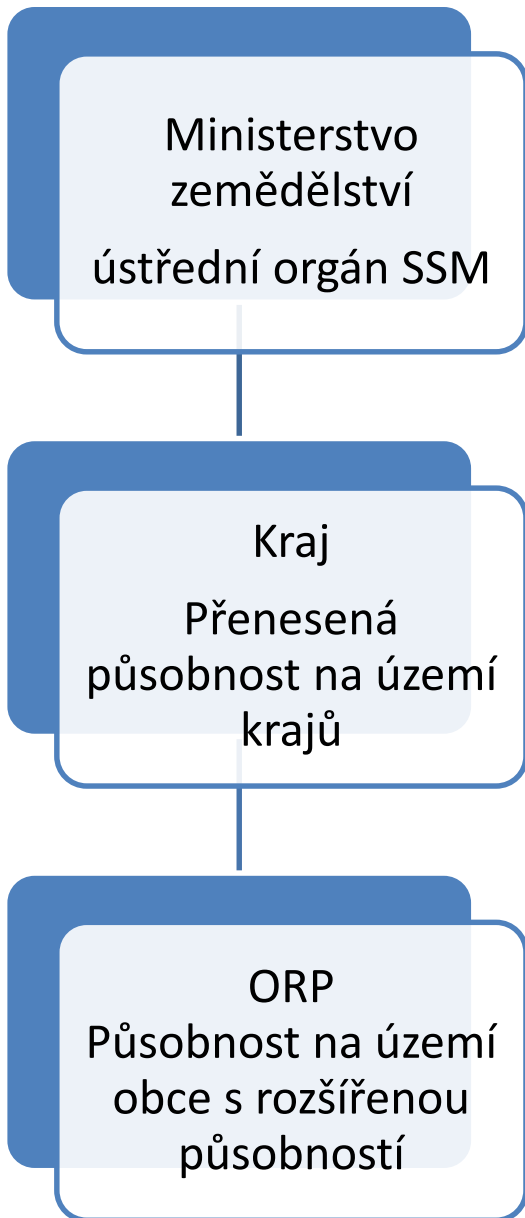 Ministerstvo
zemědělství
ústřední orgán SSM
Kraj
Přenesená
působnost na území
krajů
ORP
Působnost na území
obce s rozšířenou
působností